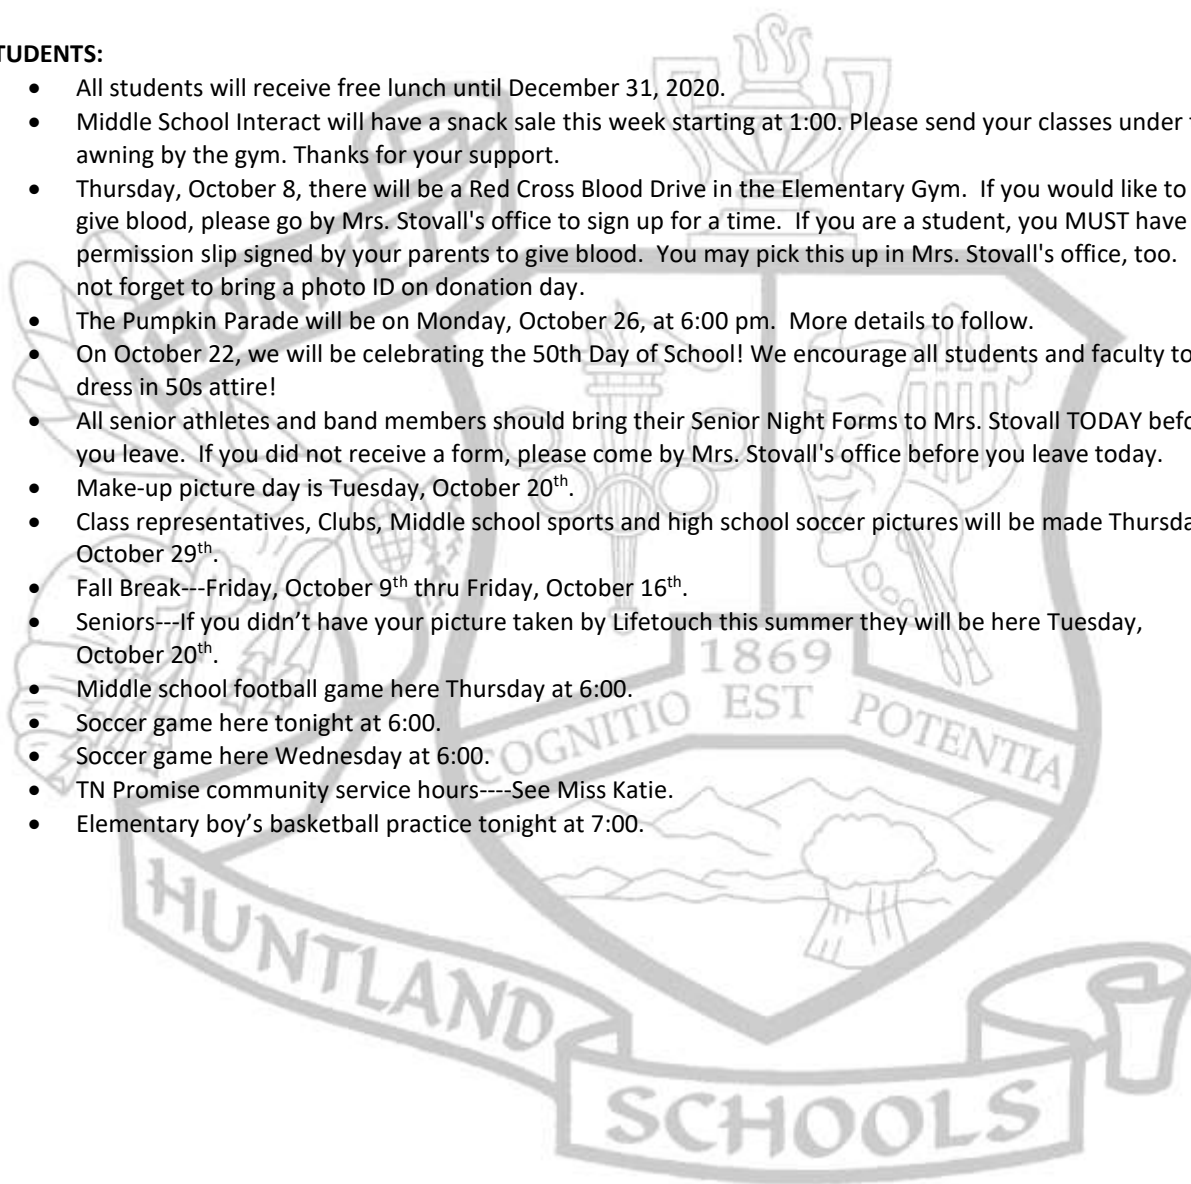 TUDENTS:
• All students will receive free lunch until December 31, 2020.
• Middle School Interact will have a snack sale this week starting at 1:00. Please send your classes under
awning by the gym. Thanks for your support.
• Thursday, October 8, there will be a Red Cross Blood Drive in the Elementary Gym. If you would like to
give blood, please go by Mrs. Stovall's office to sign up for a time. If you are a student, you MUST have
permission slip signed by your parents to give blood. You may pick this up in Mrs. Stovall's office, too.
not forget to bring a photo ID on donation day.
• The Pumpkin Parade will be on Monday, October 26, at 6:00 pm. More details to follow.
• On October 22, we will be celebrating the 50th Day of School! We encourage all students and faculty to
dress in 50s attire!
• All senior athletes and band members should bring their Senior Night Forms to Mrs. Stovall TODAY befo
you leave. If you did not receive a form, please come by Mrs. Stovall's office before you leave today.
• Make-up picture day is Tuesday, October 20th.
• Class representatives, Clubs, Middle school sports and high school soccer pictures will be made Thursda
October 29th.
• Fall Break---Friday, October 9th thru Friday, October 16th.
• Seniors---If you didn't have your picture taken by Lifetouch this summer they will be here Tuesday,
October 20th.
• Middle school football game here Thursday at 6:00.
• Soccer game here tonight at 6:00.
• Soccer game here Wednesday at 6:00.
• TN Promise community service hours----See Miss Katie.
• Elementary boy's basketball practice tonight at 7:00.
HORNETS
1869
COGNITIO EST POTENTIA
HUNTLAND
SCHOOLS